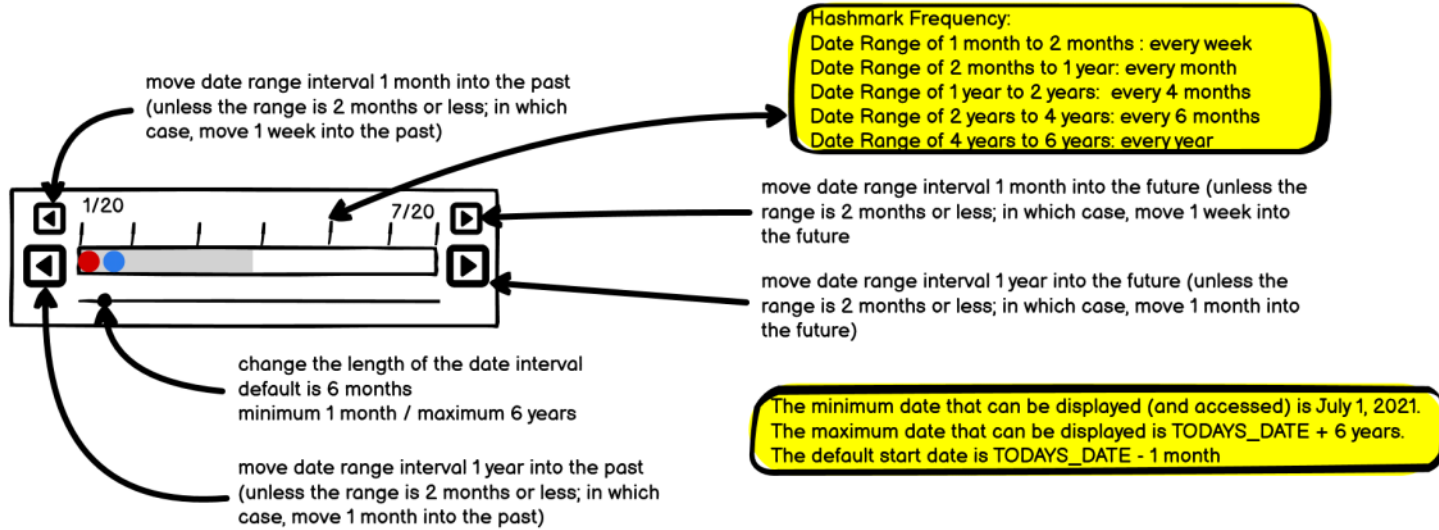 Hashmark Frequency:
Date Range of 1 month to 2 months : every week
Date Range of 2 months to 1 year: every month
Date Range of 1 year to 2 years:  every 4 months
Date Range of 2 years to 4 years: every 6 months
Date Range of 4 years to 6 years: every year
move date range interval 1 month into the past
(unless the range is 2 months or less; in which
case, move 1 week into the past)
1/20
7/20
move date range interval 1 month into the future (unless the
range is 2 months or less; in which case, move 1 week into
the future
move date range interval 1 year into the future (unless the
range is 2 months or less; in which case, move 1 month into
the future)
change the length of the date interval
default is 6 months
minimum 1 month / maximum 6 years
The minimum date that can be displayed (and accessed) is July 1, 2021.
The maximum date that can be displayed is TODAYS_DATE + 6 years.
The default start date is TODAYS_DATE - 1 month
move date range interval 1 year into the past
(unless the range is 2 months or less; in which
case, move 1 month into the past)